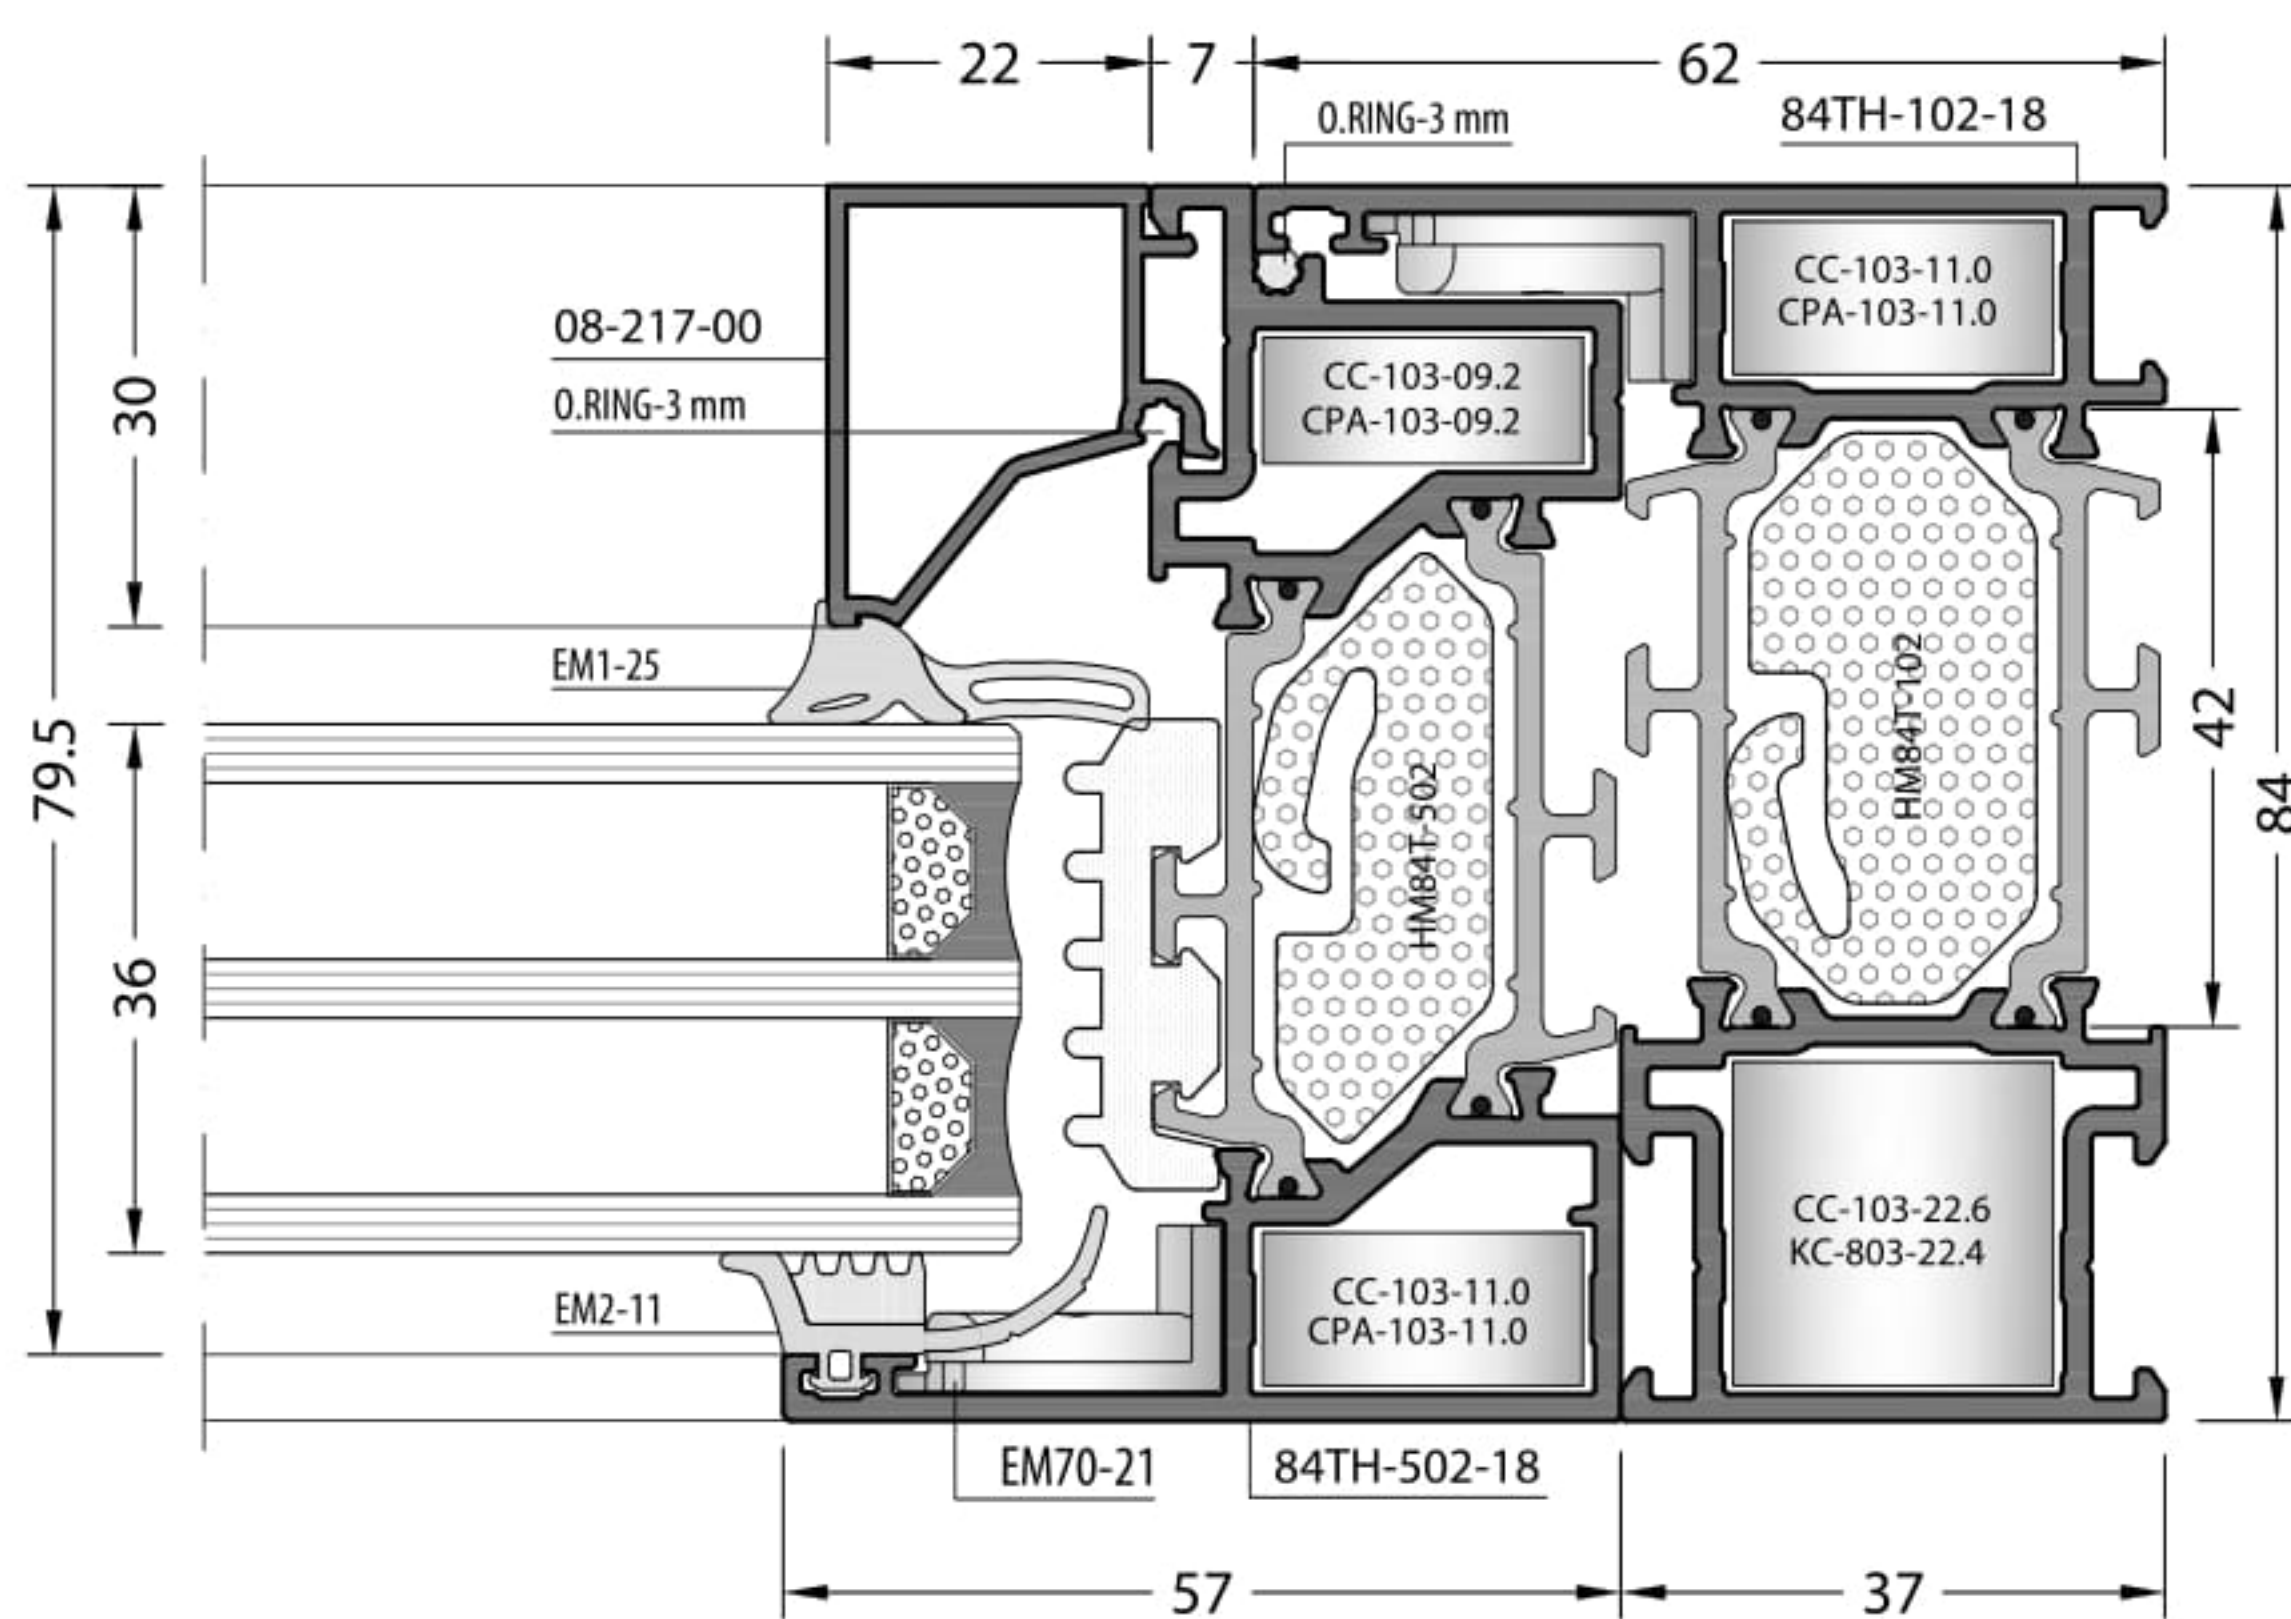 22
7
62
O.RING-3 mm
84TH-102-18
CC-103-11.0
CPA-103-11.0
08-217-00
O.RING-3 mm
CC-103-09.2
CPA-103-09.2
30
EM1-25
HM84T-502
HM84T-102
42
84
79.5
36
CC-103-22.6
KC-803-22.4
EM2-11
CC-103-11.0
CPA-103-11.0
EM70-21
84TH-502-18
57
37